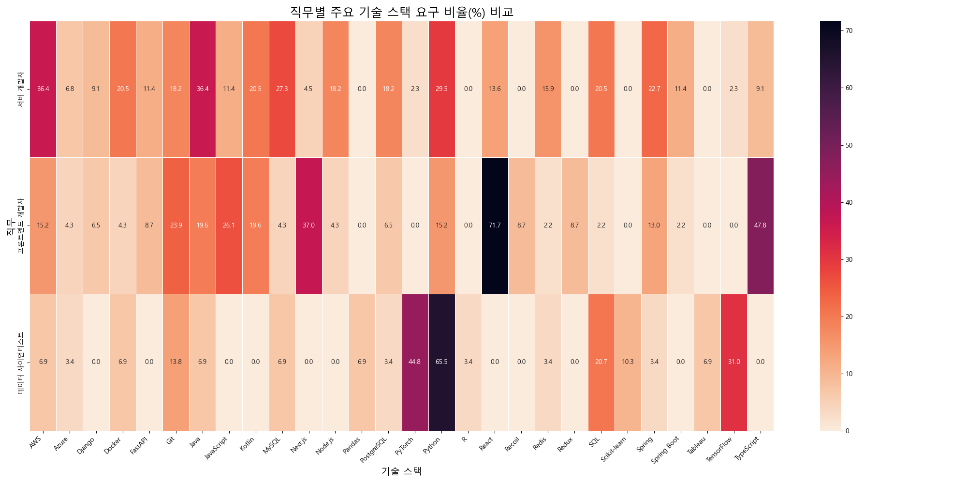 직무별 주요 기술 스택 요구 비율(%) 비교
직무
서버 개발자
36.4 6.8 9.1 20.5 11.4 18.2 36.4 11.4 20.5 27.3 4.5 18.2 0.0 18.2 2.3 29.5 0.0 13.6 0.0 15.9 0.0 20.5 0.0 22.7 11.4 0.0 2.3 9.1
프론트엔드 개발자
15.2 4.3 6.5 4.3 8.7 23.9 19.6 26.1 19.6 4.3 37.0 4.3 0.0 6.5 0.0 15.2 0.0 71.7 8.7 2.2 8.7 2.2 0.0 13.0 2.2 0.0 0.0 47.8
데이터 사이언티스트
6.9 3.4 0.0 6.9 0.0 13.8 6.9 0.0 0.0 6.9 0.0 0.0 6.9 3.4 44.8 65.5 3.4 0.0 0.0 3.4 0.0 20.7 10.3 3.4 0.0 6.9 31.0 0.0
AWS Azure Django Docker FastAPI Git Java JavaScript Kotlin MySQL Next.js Node.js Pandas PostgreSQL PyTorch Python R React Recoil Redis Redux SQL Scikit-learn Spring Spring Boot Tableau TensorFlow TypeScript
기술 스택
70
60
50
40
30
20
10
0